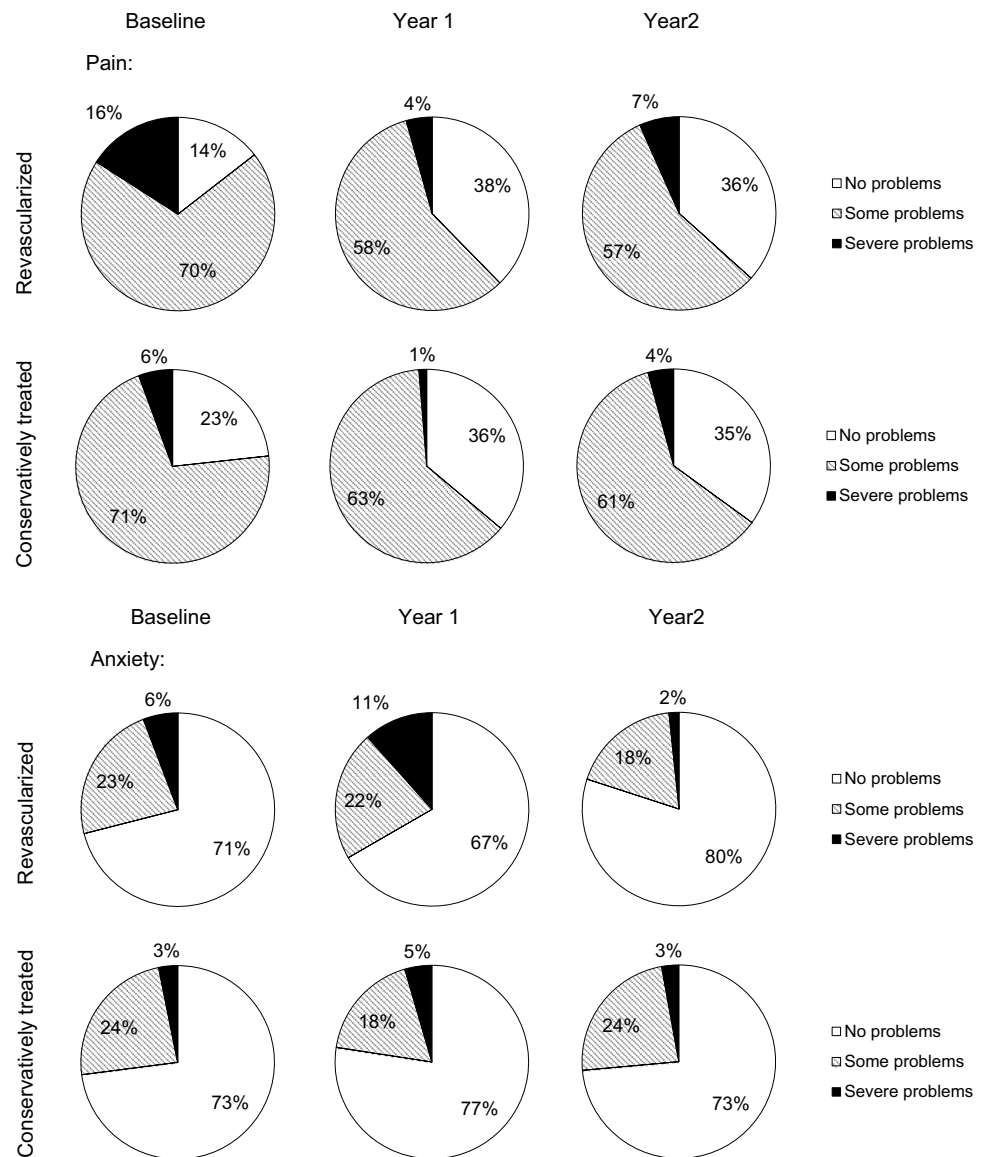 Baseline Year 1 Year2
Pain:
Revascularized
16% 14% 70%
4% 38% 58%
7% 36% 57%
No problems
Some problems
Severe problems
Conservatively treated
6% 23% 71%
1% 36% 63%
4% 35% 61%
No problems
Some problems
Severe problems
Baseline Year 1 Year2
Anxiety:
Revascularized
6% 23% 71%
11% 22% 67%
2% 18% 80%
No problems
Some problems
Severe problems
Conservatively treated
3% 24% 73%
5% 18% 77%
3% 24% 73%
No problems
Some problems
Severe problems